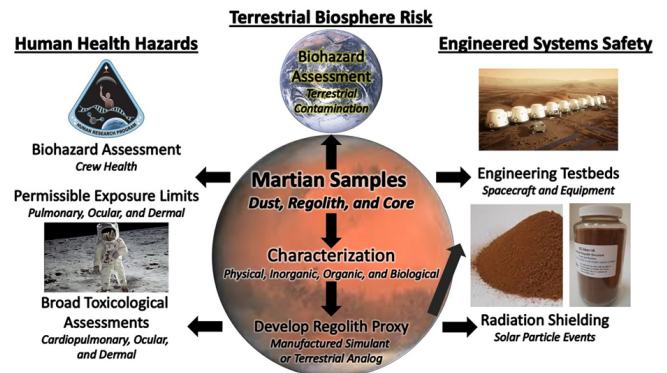 Terrestrial Biosphere Risk
Human Health Hazards
Engineered Systems Safety
Biohazard
Assessment
Terrestrial
Contamination
HUMAN RESEARCH PROGRAM
Biohazard Assessment
Crew Health
Permissible Exposure Limits
Pulmonary, Ocular, and Dermal
Broad Toxicological
Assessments
Cardiopulmonary, Ocular,
and Dermal
Martian Samples
Dust, Regolith, and Core
Characterization
Physical, Inorganic, Organic, and Biological
Develop Regolith Proxy
Manufactured Simulant
or Terrestrial Analog
Engineering Testbeds
Spacecraft and Equipment
Radiation Shielding
Solar Particle Events